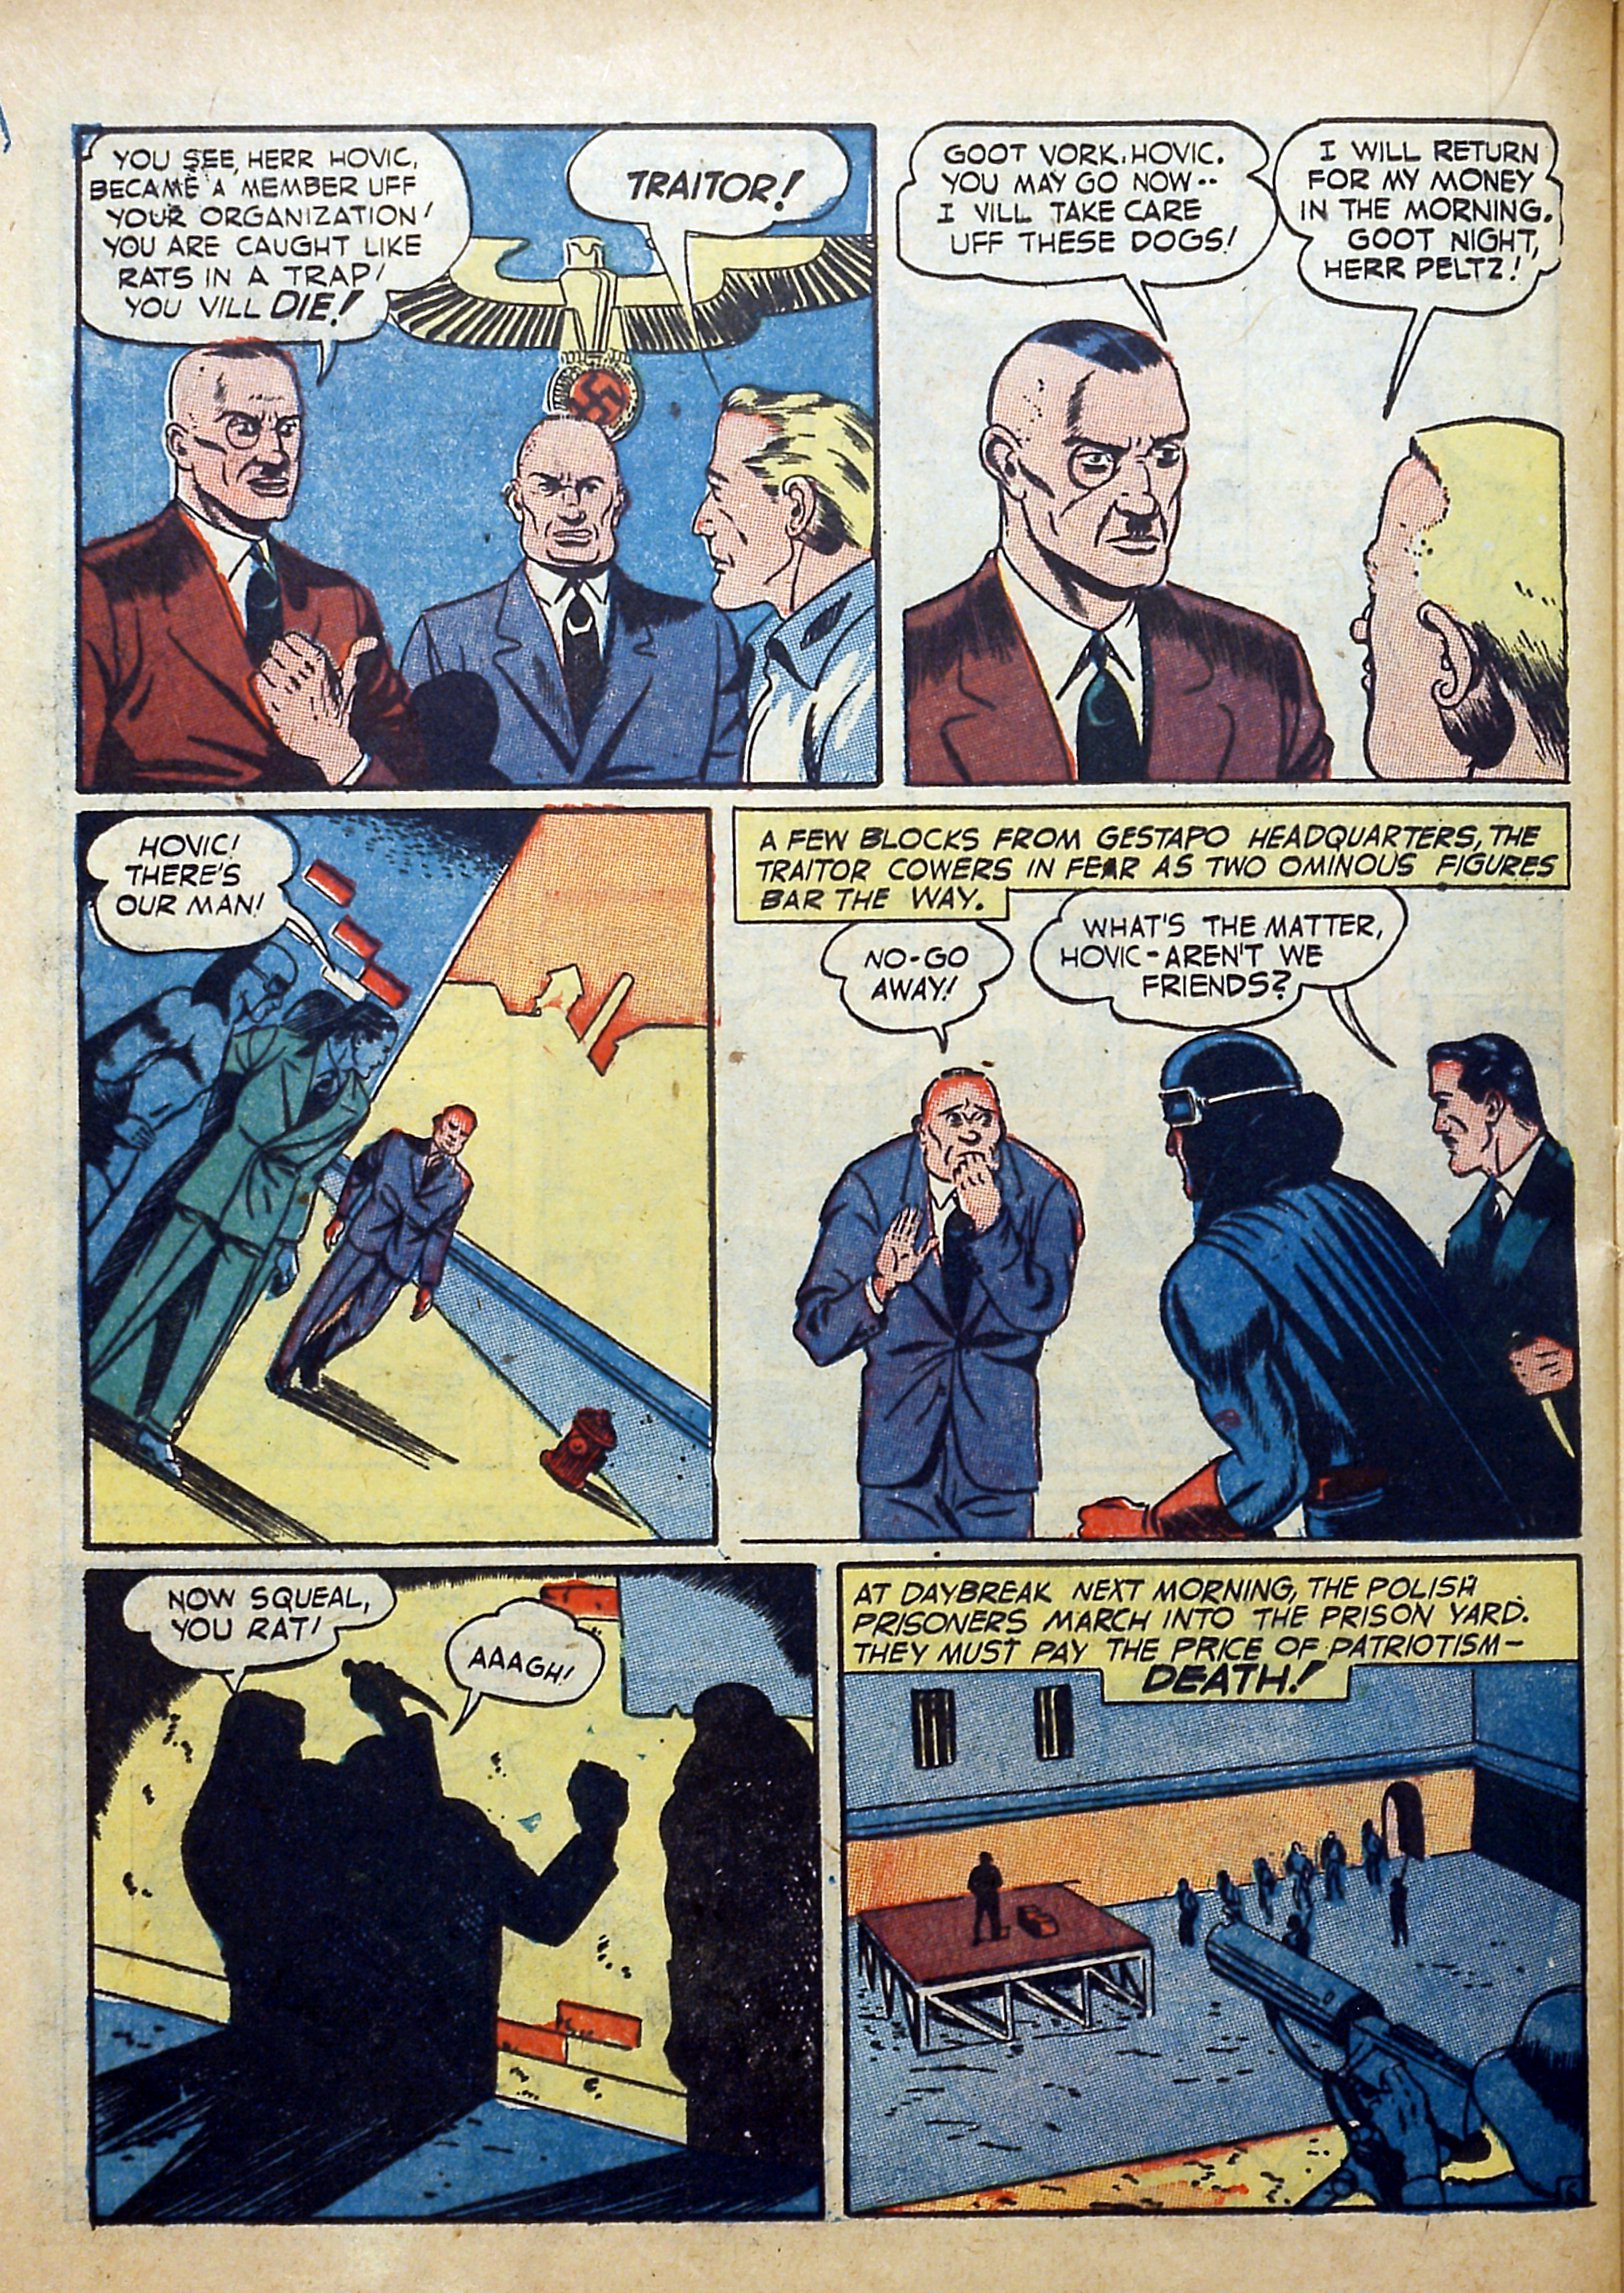 YOU SEE, HERR HOVIC,
BECAME A MEMBER UFF
YOUR ORGANIZATION!
YOU ARE CAUGHT LIKE
RATS IN A TRAP!
YOU VILL DIE!
TRAITOR!
GOOT VORK, HOVIC.
YOU MAY GO NOW--
I VILL TAKE CARE
UFF THESE DOGS!
I WILL RETURN
FOR MY MONEY
IN THE MORNING.
GOOT NIGHT,
HERR PELTZ!
HOVIC!
THERE'S
OUR MAN!
A FEW BLOCKS FROM GESTAPO HEADQUARTERS, THE
TRAITOR COWERS IN FEAR AS TWO OMINOUS FIGURES
BAR THE WAY.
NO-GO
AWAY!
WHAT'S THE MATTER,
HOVIC-AREN'T WE
FRIENDS?
NOW SQUEAL,
YOU RAT!
AAAGH!
AT DAYBREAK NEXT MORNING, THE POLISH
PRISONERS MARCH INTO THE PRISON YARD.
THEY MUST PAY THE PRICE OF PATRIOTISM-
DEATH!